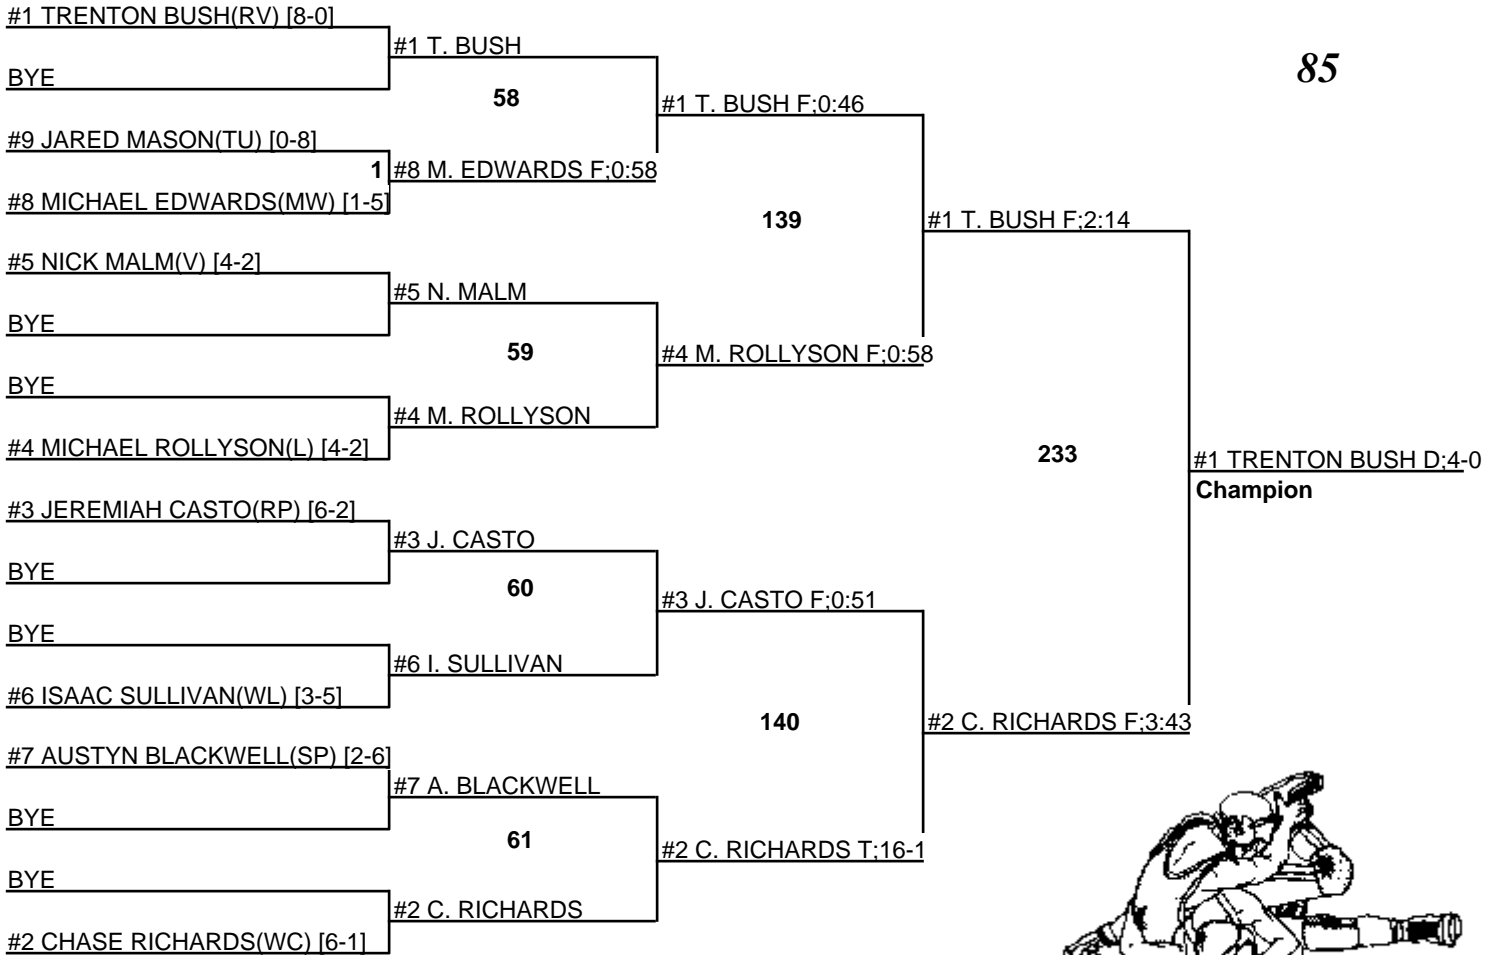 #1 TRENTON BUSH(RV) [8-0]
BYE
#9 JARED MASON(TU) [0-8]
#8 MICHAEL EDWARDS(MW) [1-5]
#5 NICK MALM(V) [4-2]
BYE
BYE
#4 MICHAEL ROLLYSON(L) [4-2]
#3 JEREMIAH CASTO(RP) [6-2]
BYE
BYE
#6 ISAAC SULLIVAN(WL) [3-5]
#7 AUSTYN BLACKWELL(SP) [2-6]
BYE
BYE
#2 CHASE RICHARDS(WC) [6-1]
#1 T. BUSH
58
1
#8 M. EDWARDS F;0:58
#5 N. MALM
59
#4 M. ROLLYSON
#3 J. CASTO
60
#6 I. SULLIVAN
#7 A. BLACKWELL
61
#2 C. RICHARDS
#1 T. BUSH F;0:46
139
#4 M. ROLLYSON F;0:58
#3 J. CASTO F;0:51
140
#2 C. RICHARDS T;16-1
#1 T. BUSH F;2:14
233
#2 C. RICHARDS F;3:43
85
#1 TRENTON BUSH D;4-0
Champion